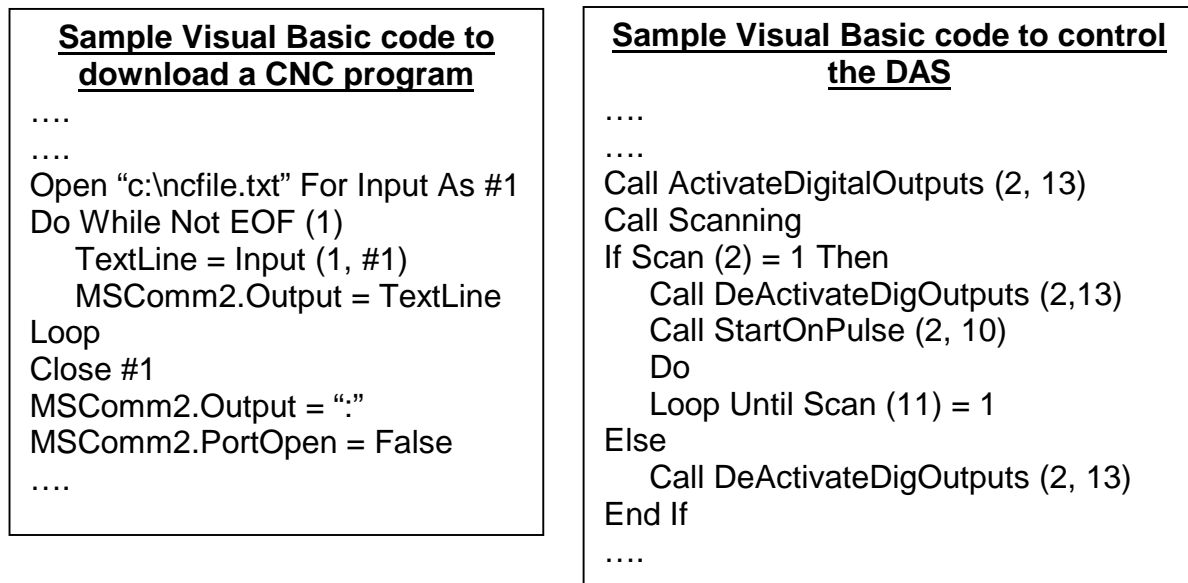 Sample Visual Basic code to
download a CNC program
….
….
Open “c:\ncfile.txt” For Input As #1
Do While Not EOF (1)
TextLine = Input (1, #1)
MSComm2.Output = TextLine
Loop
Close #1
MSComm2.Output = “:”
MSComm2.PortOpen = False
….
Sample Visual Basic code to control
the DAS
….
….
Call ActivateDigitalOutputs (2, 13)
Call Scanning
If Scan (2) = 1 Then
Call DeActivateDigOutputs (2,13)
Call StartOnPulse (2, 10)
Do
Loop Until Scan (11) = 1
Else
Call DeActivateDigOutputs (2, 13)
End If
….